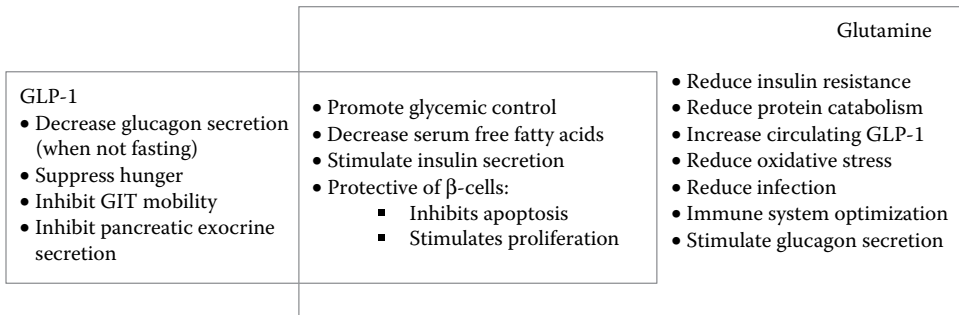 Glutamine
GLP-1
• Decrease glucagon secretion
(when not fasting)
• Suppress hunger
• Inhibit GIT mobility
• Inhibit pancreatic exocrine
secretion
• Promote glycemic control
• Decrease serum free fatty acids
• Stimulate insulin secretion
• Protective of β-cells:
▪ Inhibits apoptosis
▪ Stimulates proliferation
• Reduce insulin resistance
• Reduce protein catabolism
• Increase circulating GLP-1
• Reduce oxidative stress
• Reduce infection
• Immune system optimization
• Stimulate glucagon secretion